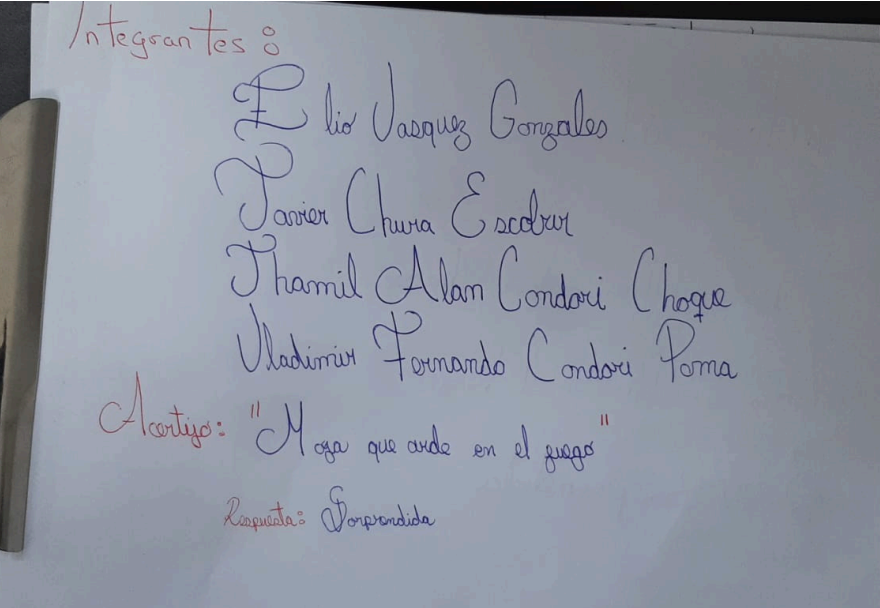 Integrantes:
Elio Vasquez Gonzales
Javier Chura Escobar
Jhamil Alan Condori Choque
Vladimir Fernando Condori Poma
Acertijo: "Moza que arde en el fuego"
Respuesta: Sorprendida